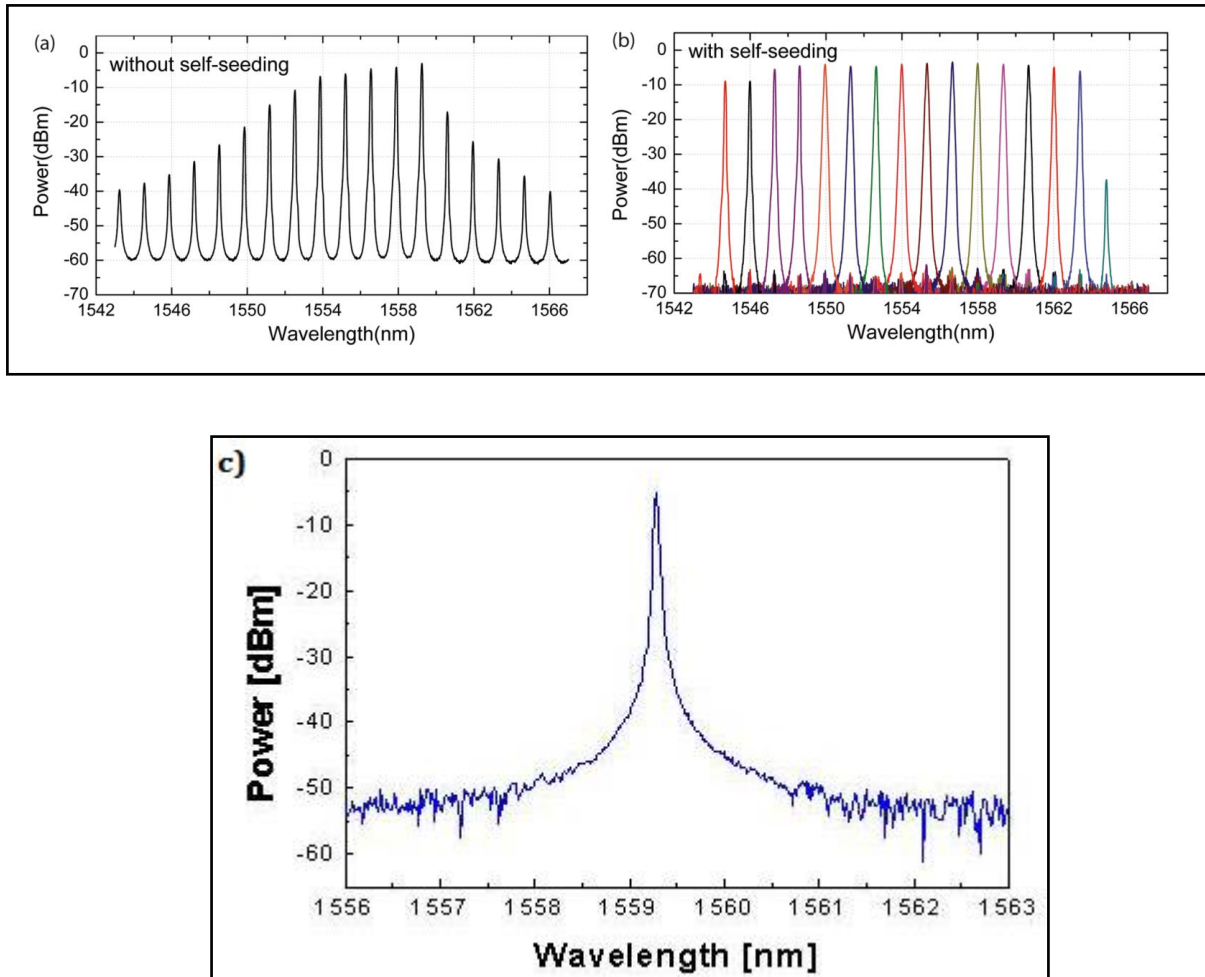 (a)
without self-seeding
0
-10
-20
-30
-40
-50
-60
-70
Power(dBm)
1542 1546 1550 1554 1558 1562 1566
Wavelength(nm)
(b)
with self-seeding
0
-10
-20
-30
-40
-50
-60
-70
Power(dBm)
1542 1546 1550 1554 1558 1562 1566
Wavelength(nm)
c)
0
-10
-20
-30
-40
-50
-60
Power [dBm]
1556 1557 1558 1559 1560 1561 1562 1563
Wavelength [nm]